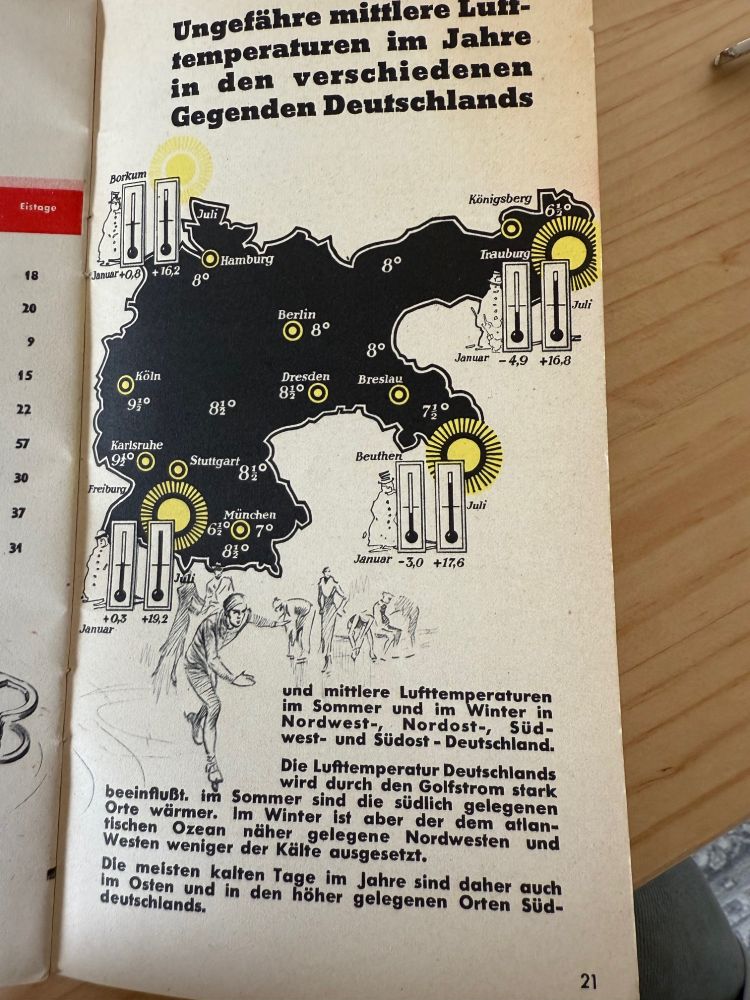 Ungefähre mittlere Luft-
temperaturen im Jahre
in den verschiedenen
Gegenden Deutschlands
Eistage
18
20
9
15
22
57
30
37
31
Borkum
Juli
Januar +0,8 +16,2
Hamburg
8°
8°
Königsberg
6½°
Trauburg
Juli
Januar -4,9 +16,8
Berlin
8°
8°
Köln
9½°
8½°
Dresden
8½°
Breslau
7½°
Karlsruhe
9½°
Stuttgart
8½°
Beuthen
Juli
Januar -3,0 +17,6
Freiburg
München
6½° 7°
8½°
Juli
+0,3 +19,2
Januar
und mittlere Lufttemperaturen
im Sommer und im Winter in
Nordwest-, Nordost-, Süd-
west- und Südost-Deutschland.
Die Lufttemperatur Deutschlands
wird durch den Golfstrom stark
beeinflußt. im Sommer sind die südlich gelegenen
Orte wärmer. Im Winter ist aber der dem atlan-
tischen Ozean näher gelegene Nordwesten und
Westen weniger der Kälte ausgesetzt.
Die meisten kalten Tage im Jahre sind daher auch
im Osten und in den höher gelegenen Orten Süd-
deutschlands.
21